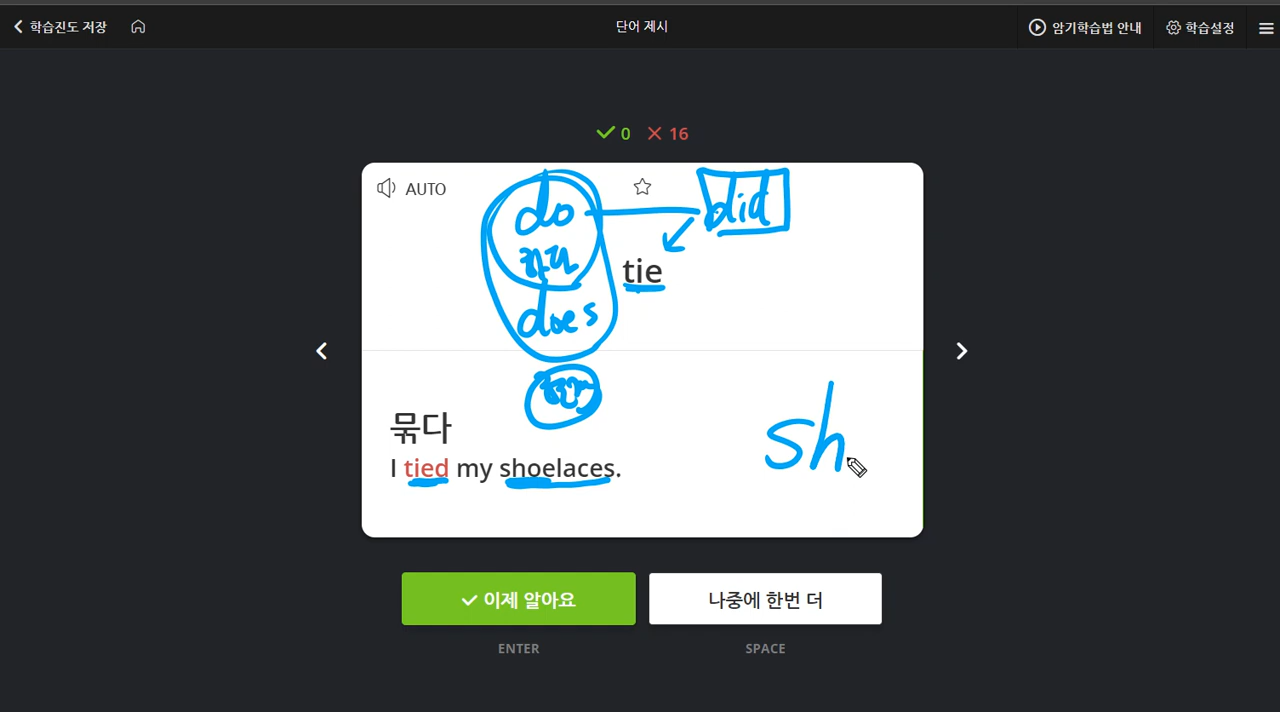 학습진도 저장
단어 제시
암기학습법 안내
학습설정
0 16
AUTO
do
did
하다
tie
does
묶다
I tied my shoelaces.
sh
이제 알아요
나중에 한번 더
ENTER
SPACE